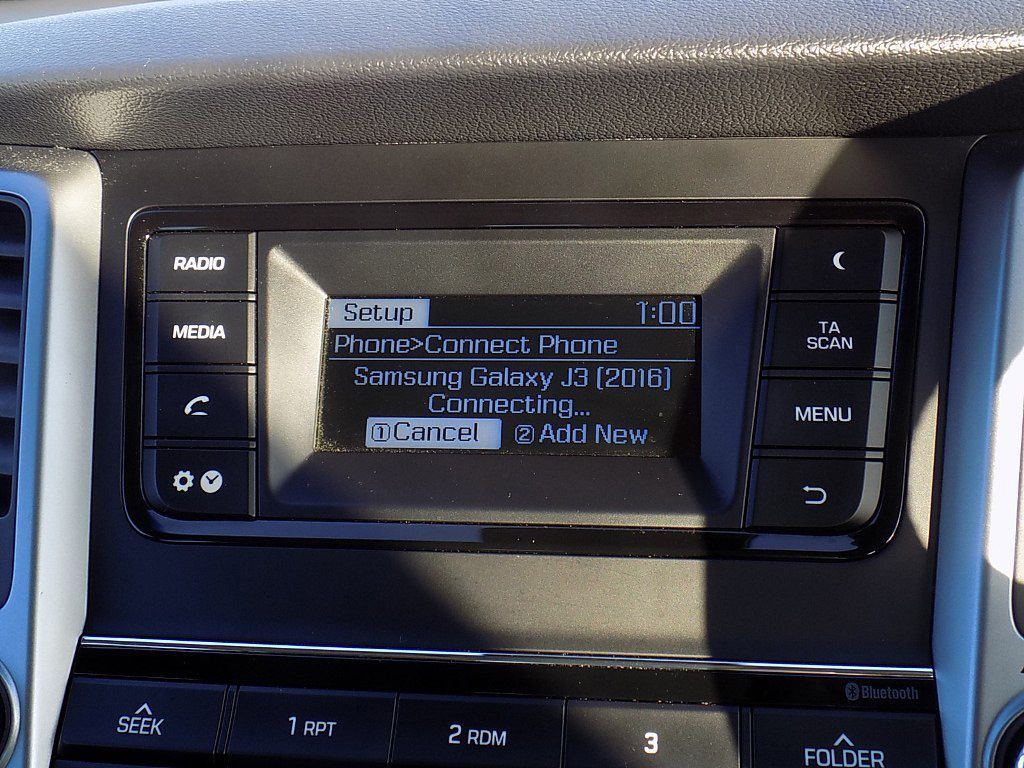 RADIO
MEDIA
Setup 1:00
Phone>Connect Phone
Samsung Galaxy J3 (2016)
Connecting...
①Cancel ②Add New
TA
SCAN
MENU
Bluetooth
SEEK
1 RPT
2 RDM
3
FOLDER